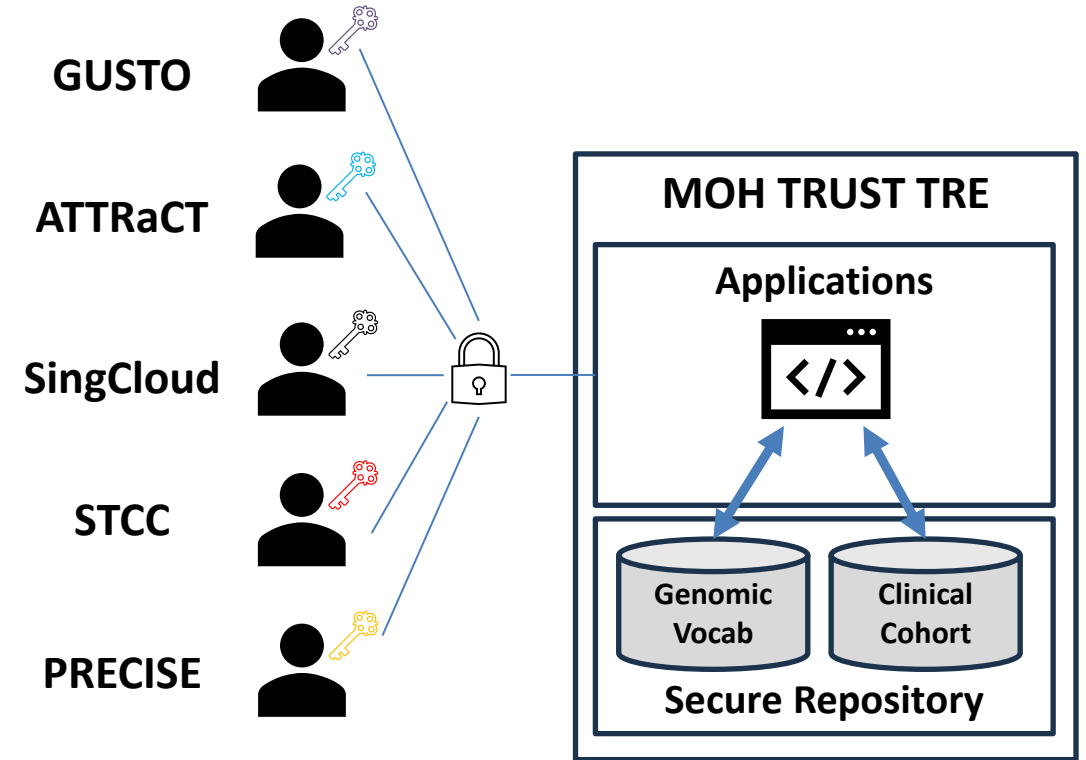 GUSTO
ATTRaCT
SingCloud
STCC
PRECISE
MOH TRUST TRE
Applications
</>
Genomic
Vocab
Clinical
Cohort
Secure Repository